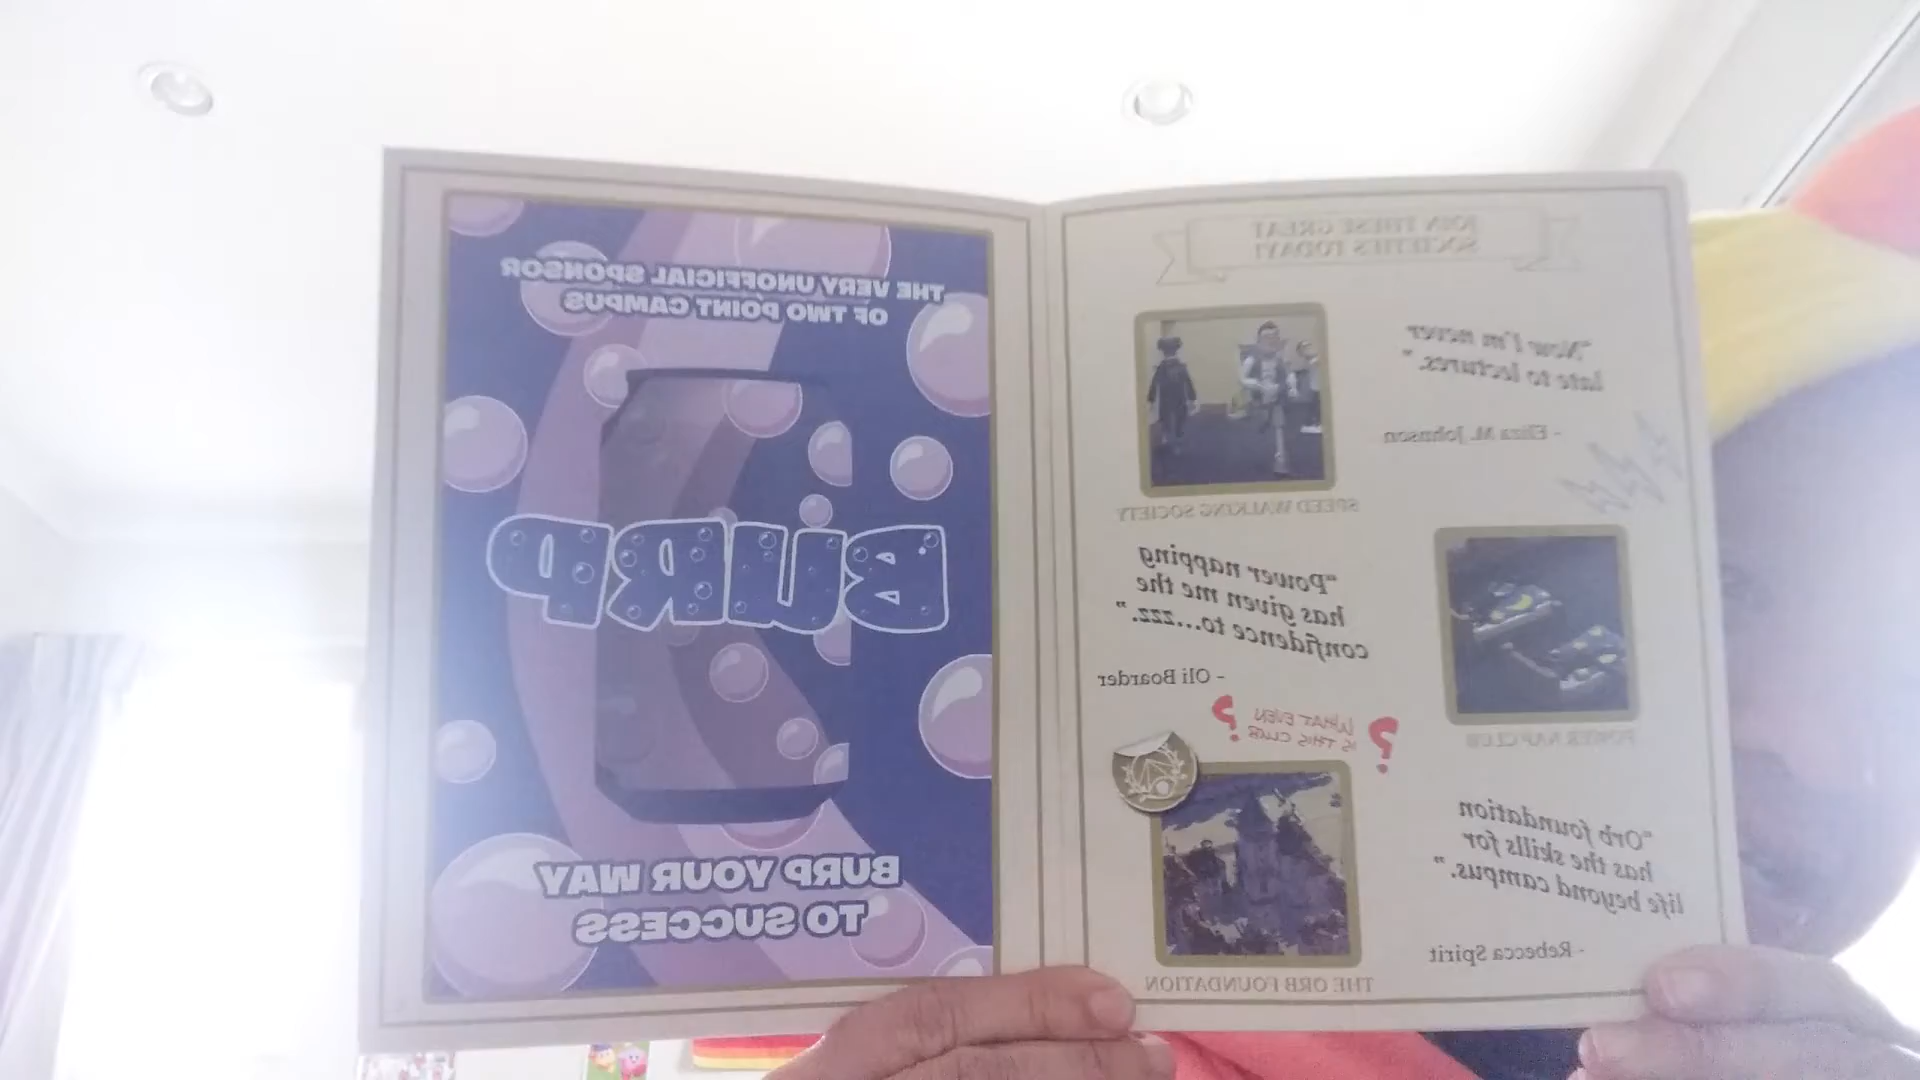 THE VERY UNOFFICIAL SPONSOR
OF TWO POINT CAMPUS
BURP
BURP YOUR WAY
TO SUCCESS
JOIN THESE GREAT
SOCIETIES TODAY!
"Now I'm never
late to lectures."
- Eliza M. Johnson
SPEED WALKING SOCIETY
"Power napping
has given me the
confidence to...zzz."
- Oli Boarder
POWER NAP CLUB
? WHAT EVEN ?
IS THIS CLUB
"Orb foundation
has the skills for
life beyond campus."
- Rebecca Spirit
THE ORB FOUNDATION